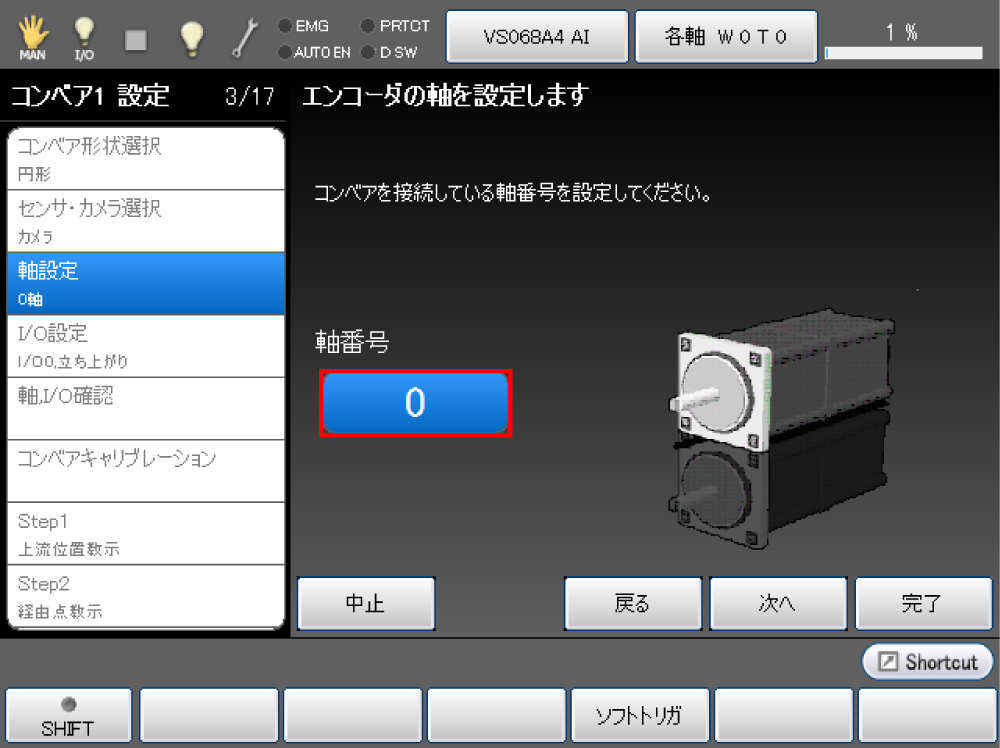 MAN
I/O
EMG
PRTCT
AUTO EN
D SW
VS068A4 AI
各軸 W0T0
1 %
コンベア1 設定
3/17
エンコーダの軸を設定します
コンベア形状選択
円形
センサ・カメラ選択
カメラ
軸設定
0軸
I/O設定
I/O0,立ち上がり
軸,I/O確認
コンベアキャリブレーション
Step1
上流位置教示
Step2
経由点教示
コンベアを接続している軸番号を設定してください。
軸番号
0
中止
戻る
次へ
完了
Shortcut
SHIFT
ソフトトリガ